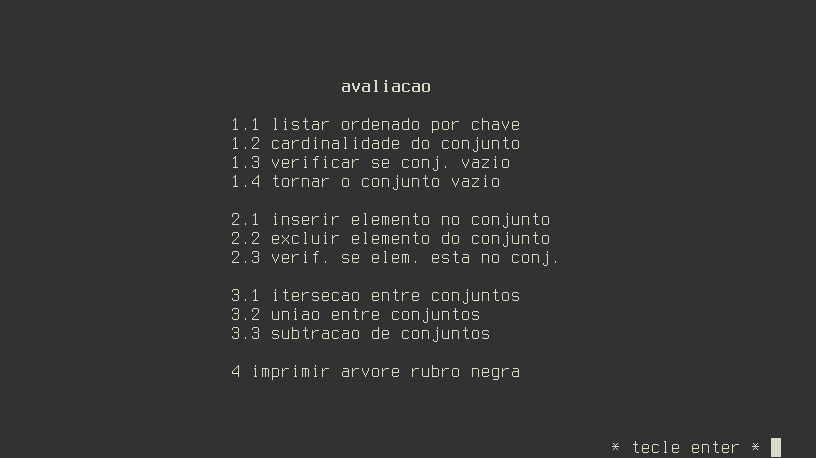 avaliacao
1.1 listar ordenado por chave
1.2 cardinalidade do conjunto
1.3 verificar se conj. vazio
1.4 tornar o conjunto vazio
2.1 inserir elemento no conjunto
2.2 excluir elemento do conjunto
2.3 verif. se elem. esta no conj.
3.1 itersecao entre conjuntos
3.2 uniao entre conjuntos
3.3 subtracao de conjuntos
4 imprimir arvore rubro negra
* tecle enter *